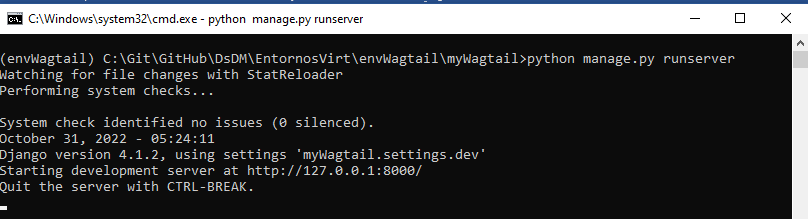 C:\Windows\system32\cmd.exe - python  manage.py runserver
(envWagtail) C:\Git\GitHub\DsDM\EntornosVirt\envWagtail\myWagtail>python manage.py runserver
Watching for file changes with StatReloader
Performing system checks...
System check identified no issues (0 silenced).
October 31, 2022 - 05:24:11
Django version 4.1.2, using settings 'myWagtail.settings.dev'
Starting development server at http://127.0.0.1:8000/
Quit the server with CTRL-BREAK.